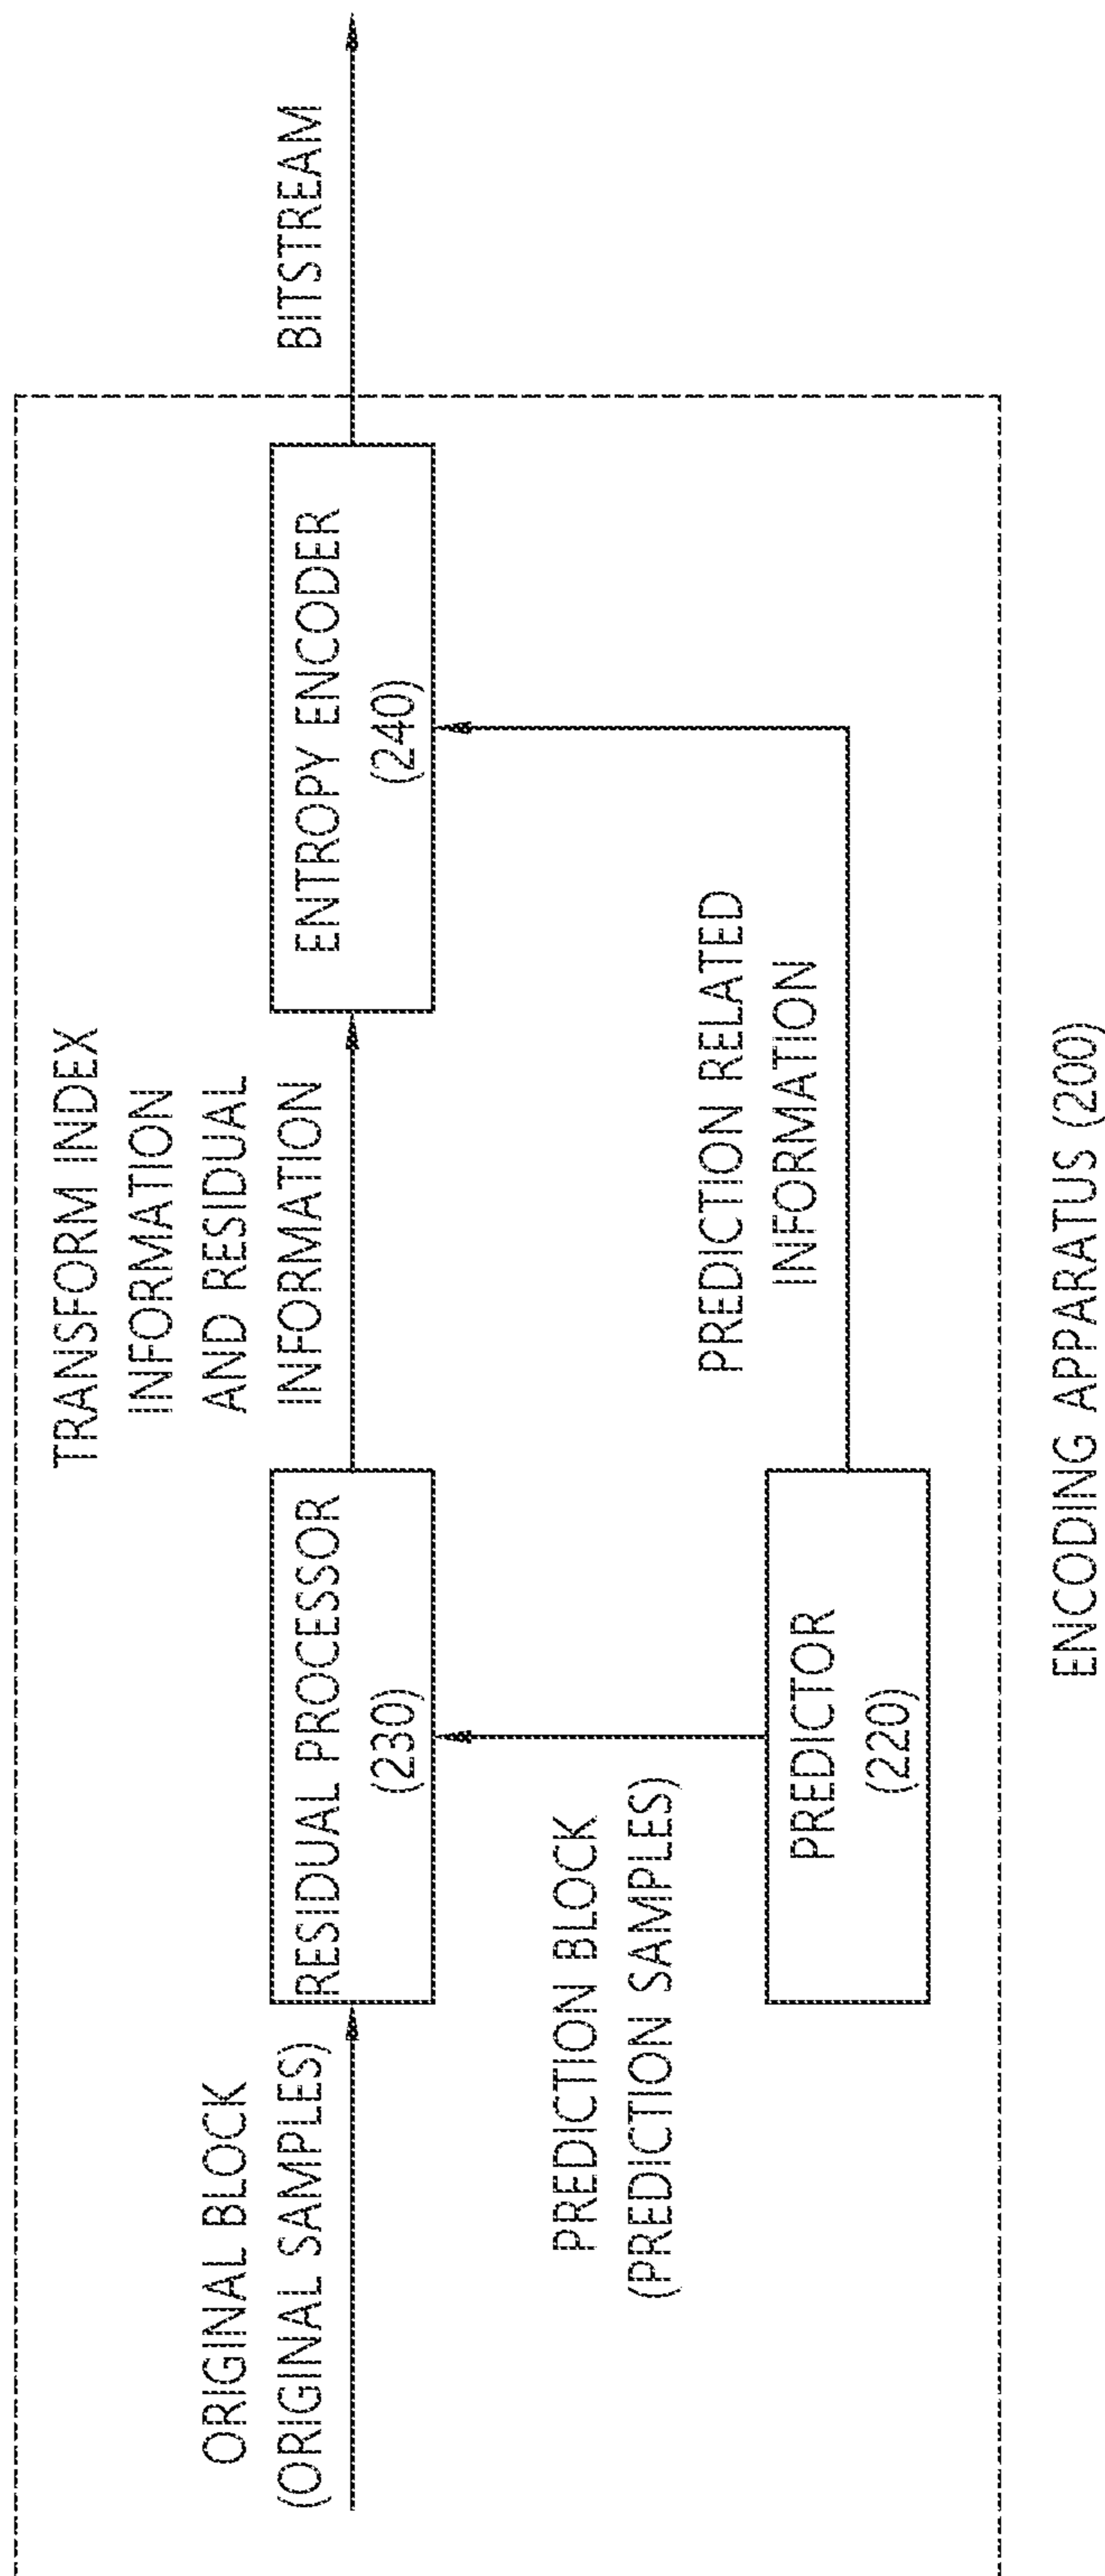 ORIGINAL BLOCK
(ORIGINAL SAMPLES)
RESIDUAL PROCESSOR
(230)
TRANSFORM INDEX
INFORMATION
AND RESIDUAL
INFORMATION
ENTROPY ENCODER
(240)
BITSTREAM
PREDICTION BLOCK
(PREDICTION SAMPLES)
PREDICTOR
(220)
PREDICTION RELATED
INFORMATION
ENCODING APPARATUS (200)